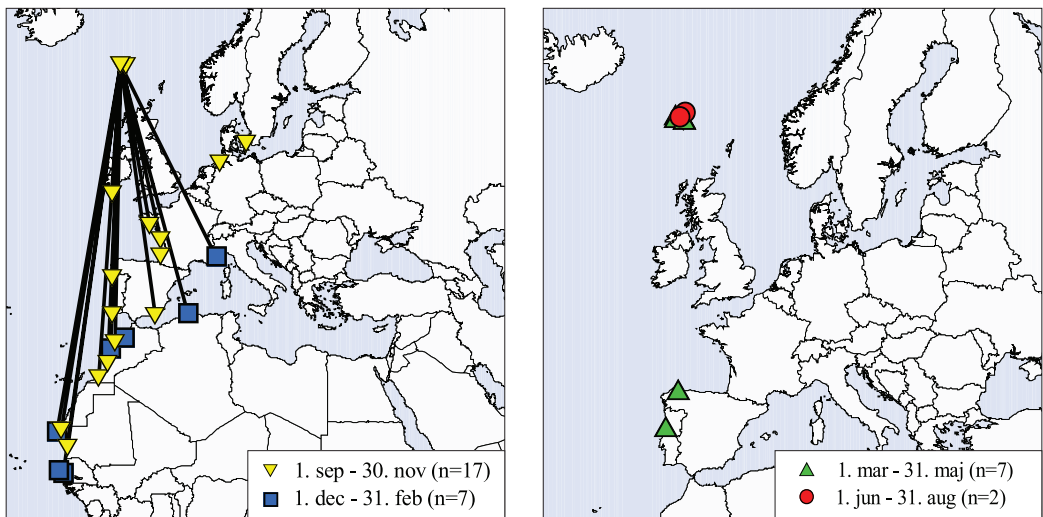 1. sep - 30. nov (n=17)
1. dec - 31. feb (n=7)
1. mar - 31. maj (n=7)
1. jun - 31. aug (n=2)